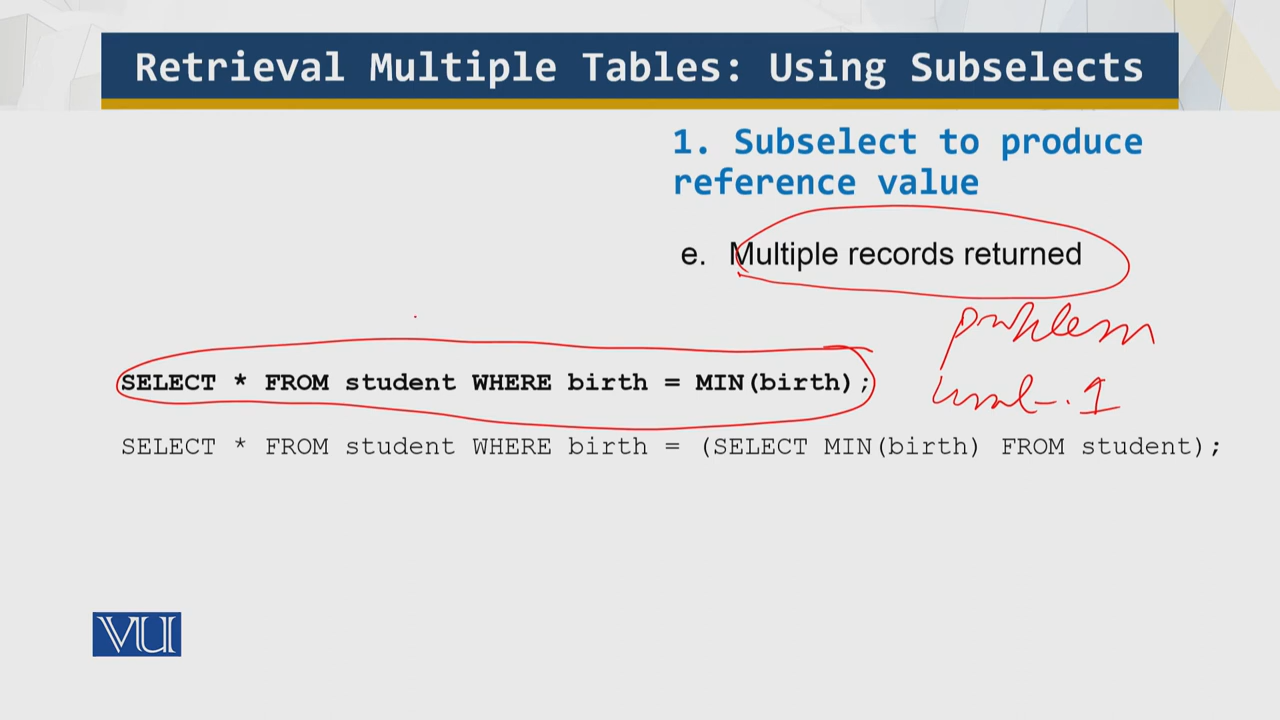 Retrieval Multiple Tables: Using Subselects
1. Subselect to produce
reference value
e. Multiple records returned
problem
SELECT * FROM student WHERE birth = MIN(birth);
SELECT * FROM student WHERE birth = (SELECT MIN(birth) FROM student);
VU